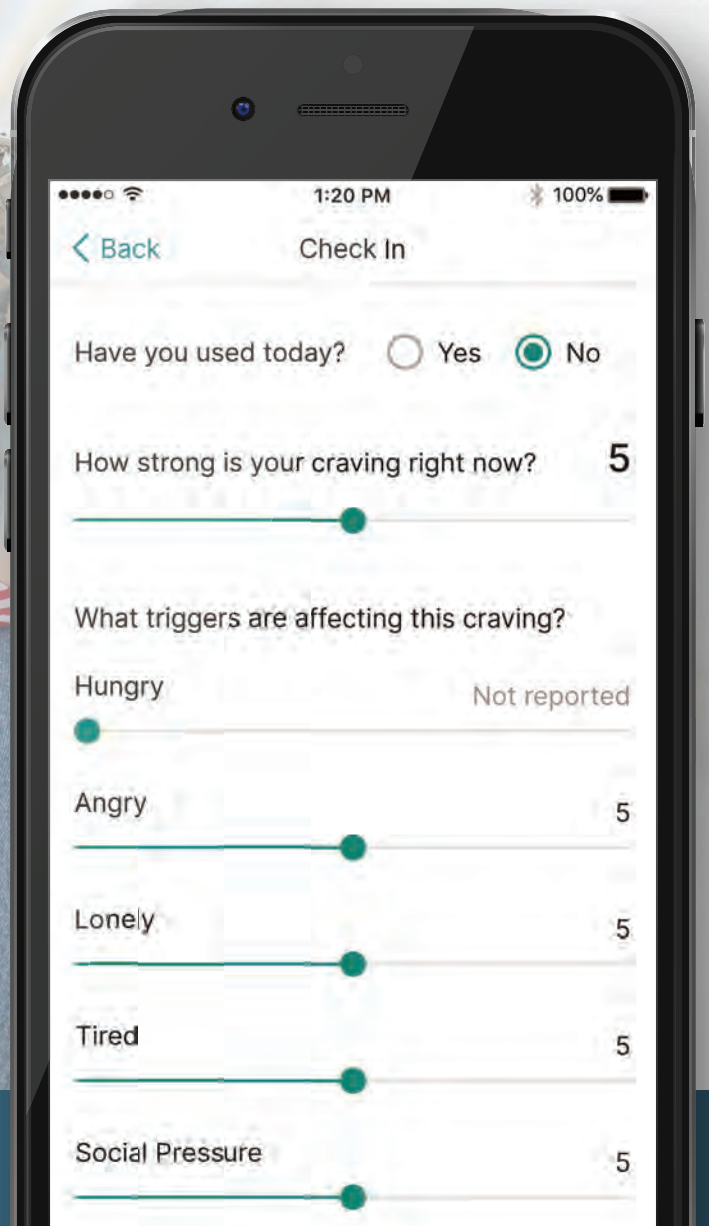 1:20 PM 100%
Back Check In
Have you used today? Yes No
How strong is your craving right now? 5
What triggers are affecting this craving?
Hungry Not reported
Angry 5
Lonely 5
Tired 5
Social Pressure 5